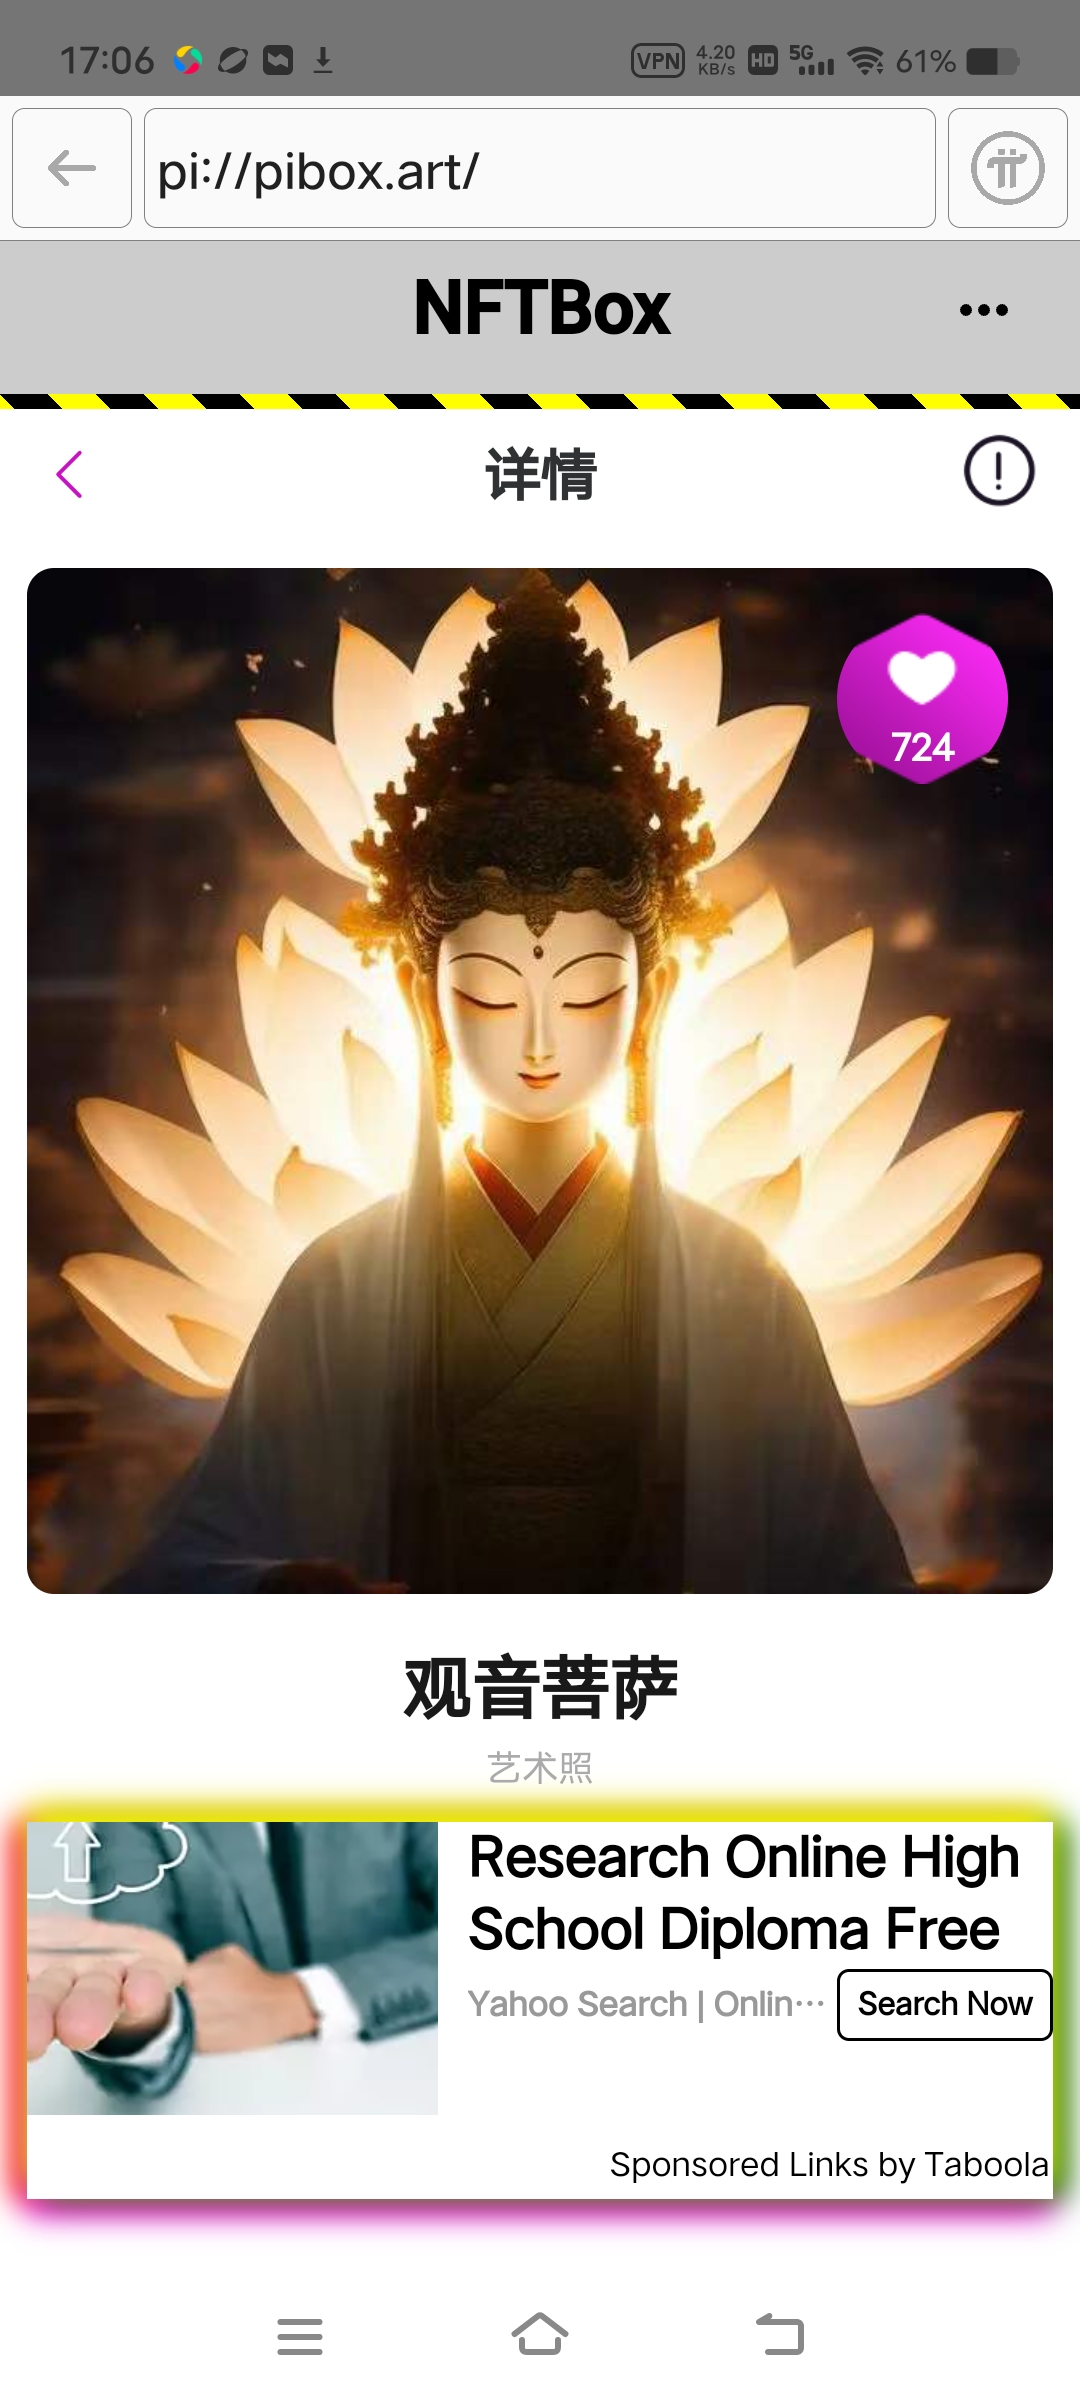 17:06
VPN
4.20
KB/s
HD
5G
61%
pi://pibox.art/
NFTBox
详情
724
观音菩萨
艺术照
Research Online High
School Diploma Free
Yahoo Search | Onlin···
Search Now
Sponsored Links by Taboola